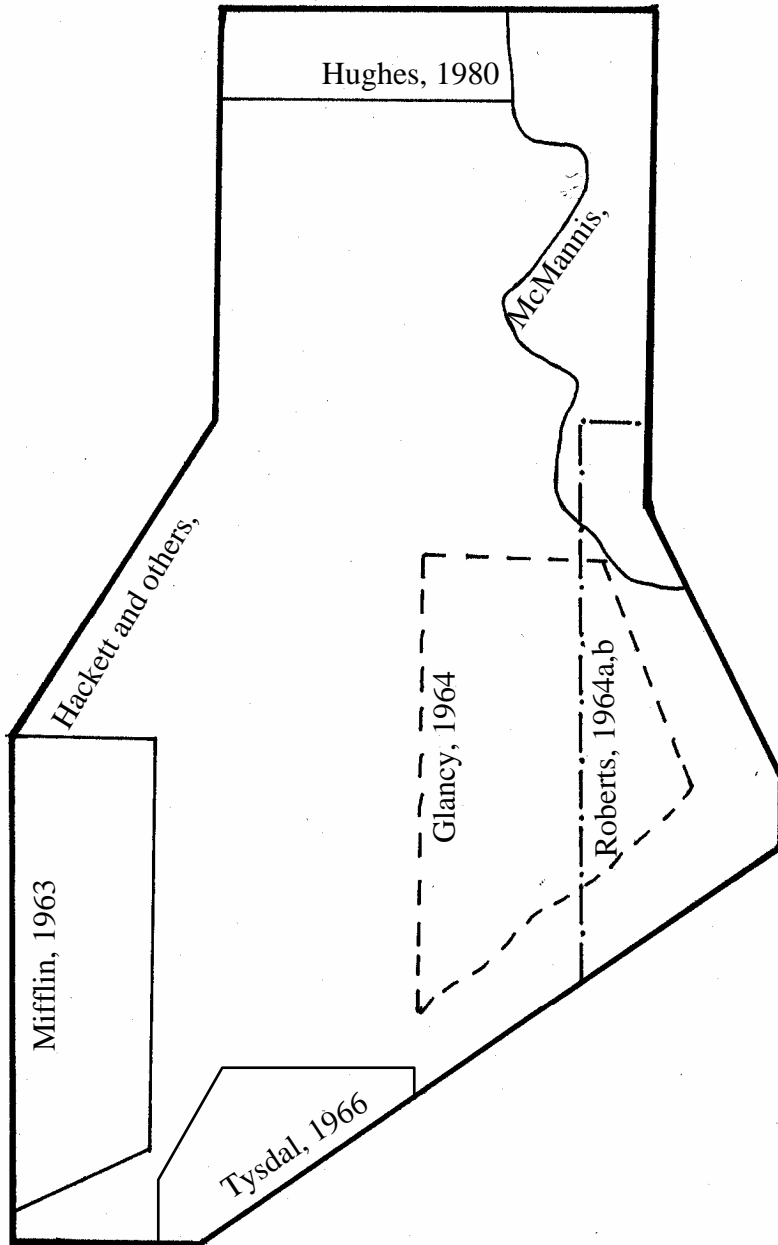 Hughes, 1980
McMannis,
Hackett and others,
Glancy, 1964
Roberts, 1964a,b
Mifflin, 1963
Tysdal, 1966